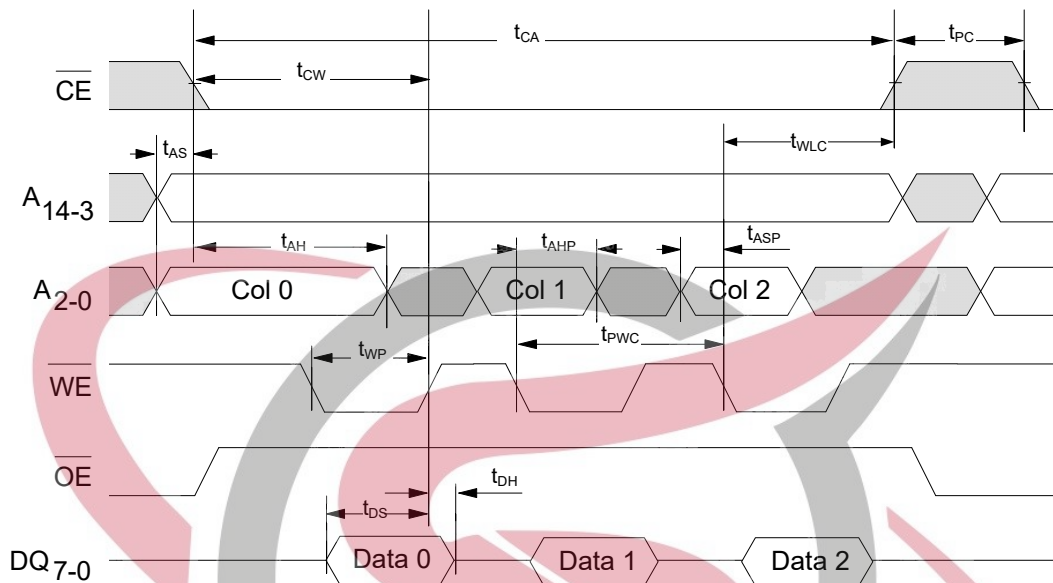 tCA
tPC
tCW
CE
tAS
tWLC
A14-3
tAH
tAHP
tASP
A2-0
Col 0
Col 1
Col 2
tWP
tPWC
WE
OE
tDH
tDS
DQ7-0
Data 0
Data 1
Data 2